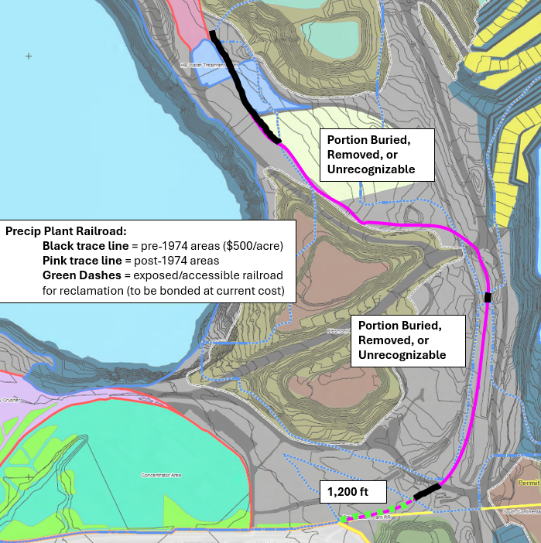 Portion Buried,
Removed, or
Unrecognizable
Precip Plant Railroad:
Black trace line = pre-1974 areas ($500/acre)
Pink trace line = post-1974 areas
Green Dashes = exposed/accessible railroad
for reclamation (to be bonded at current cost)
Portion Buried,
Removed, or
Unrecognizable
Concentrator Area
1,200 ft
Permit